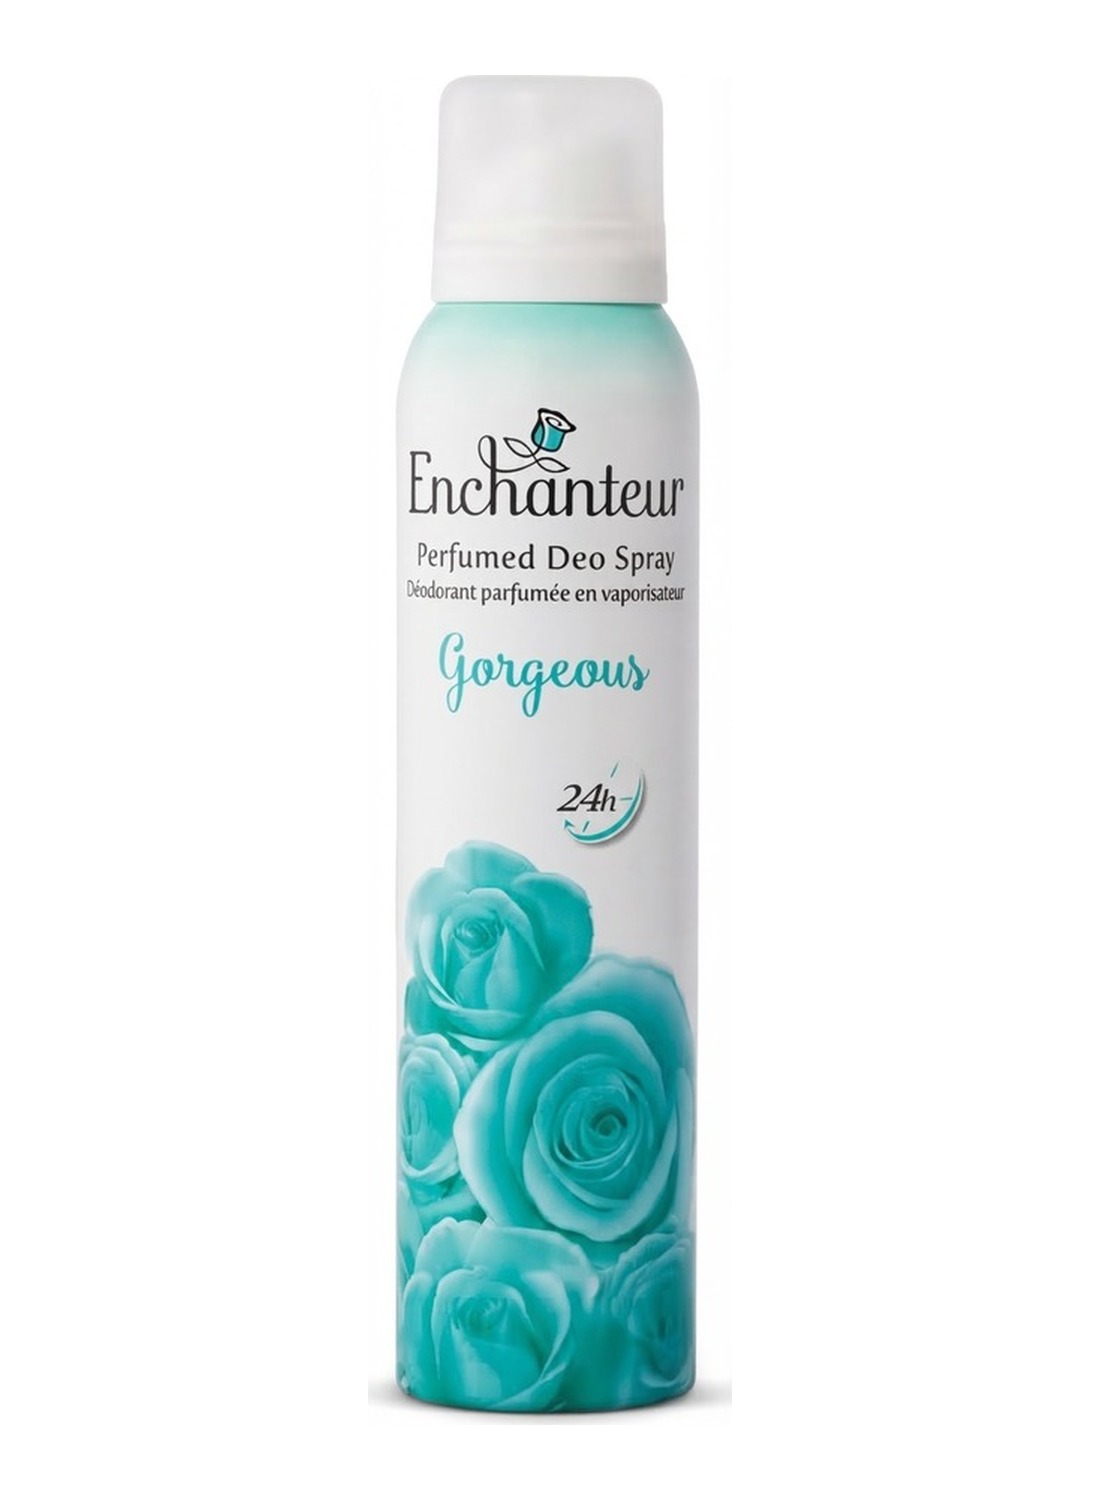 Enchanteur
Perfumed Deo Spray
Déodorant parfumée en vaporisateur
Gorgeous
24h